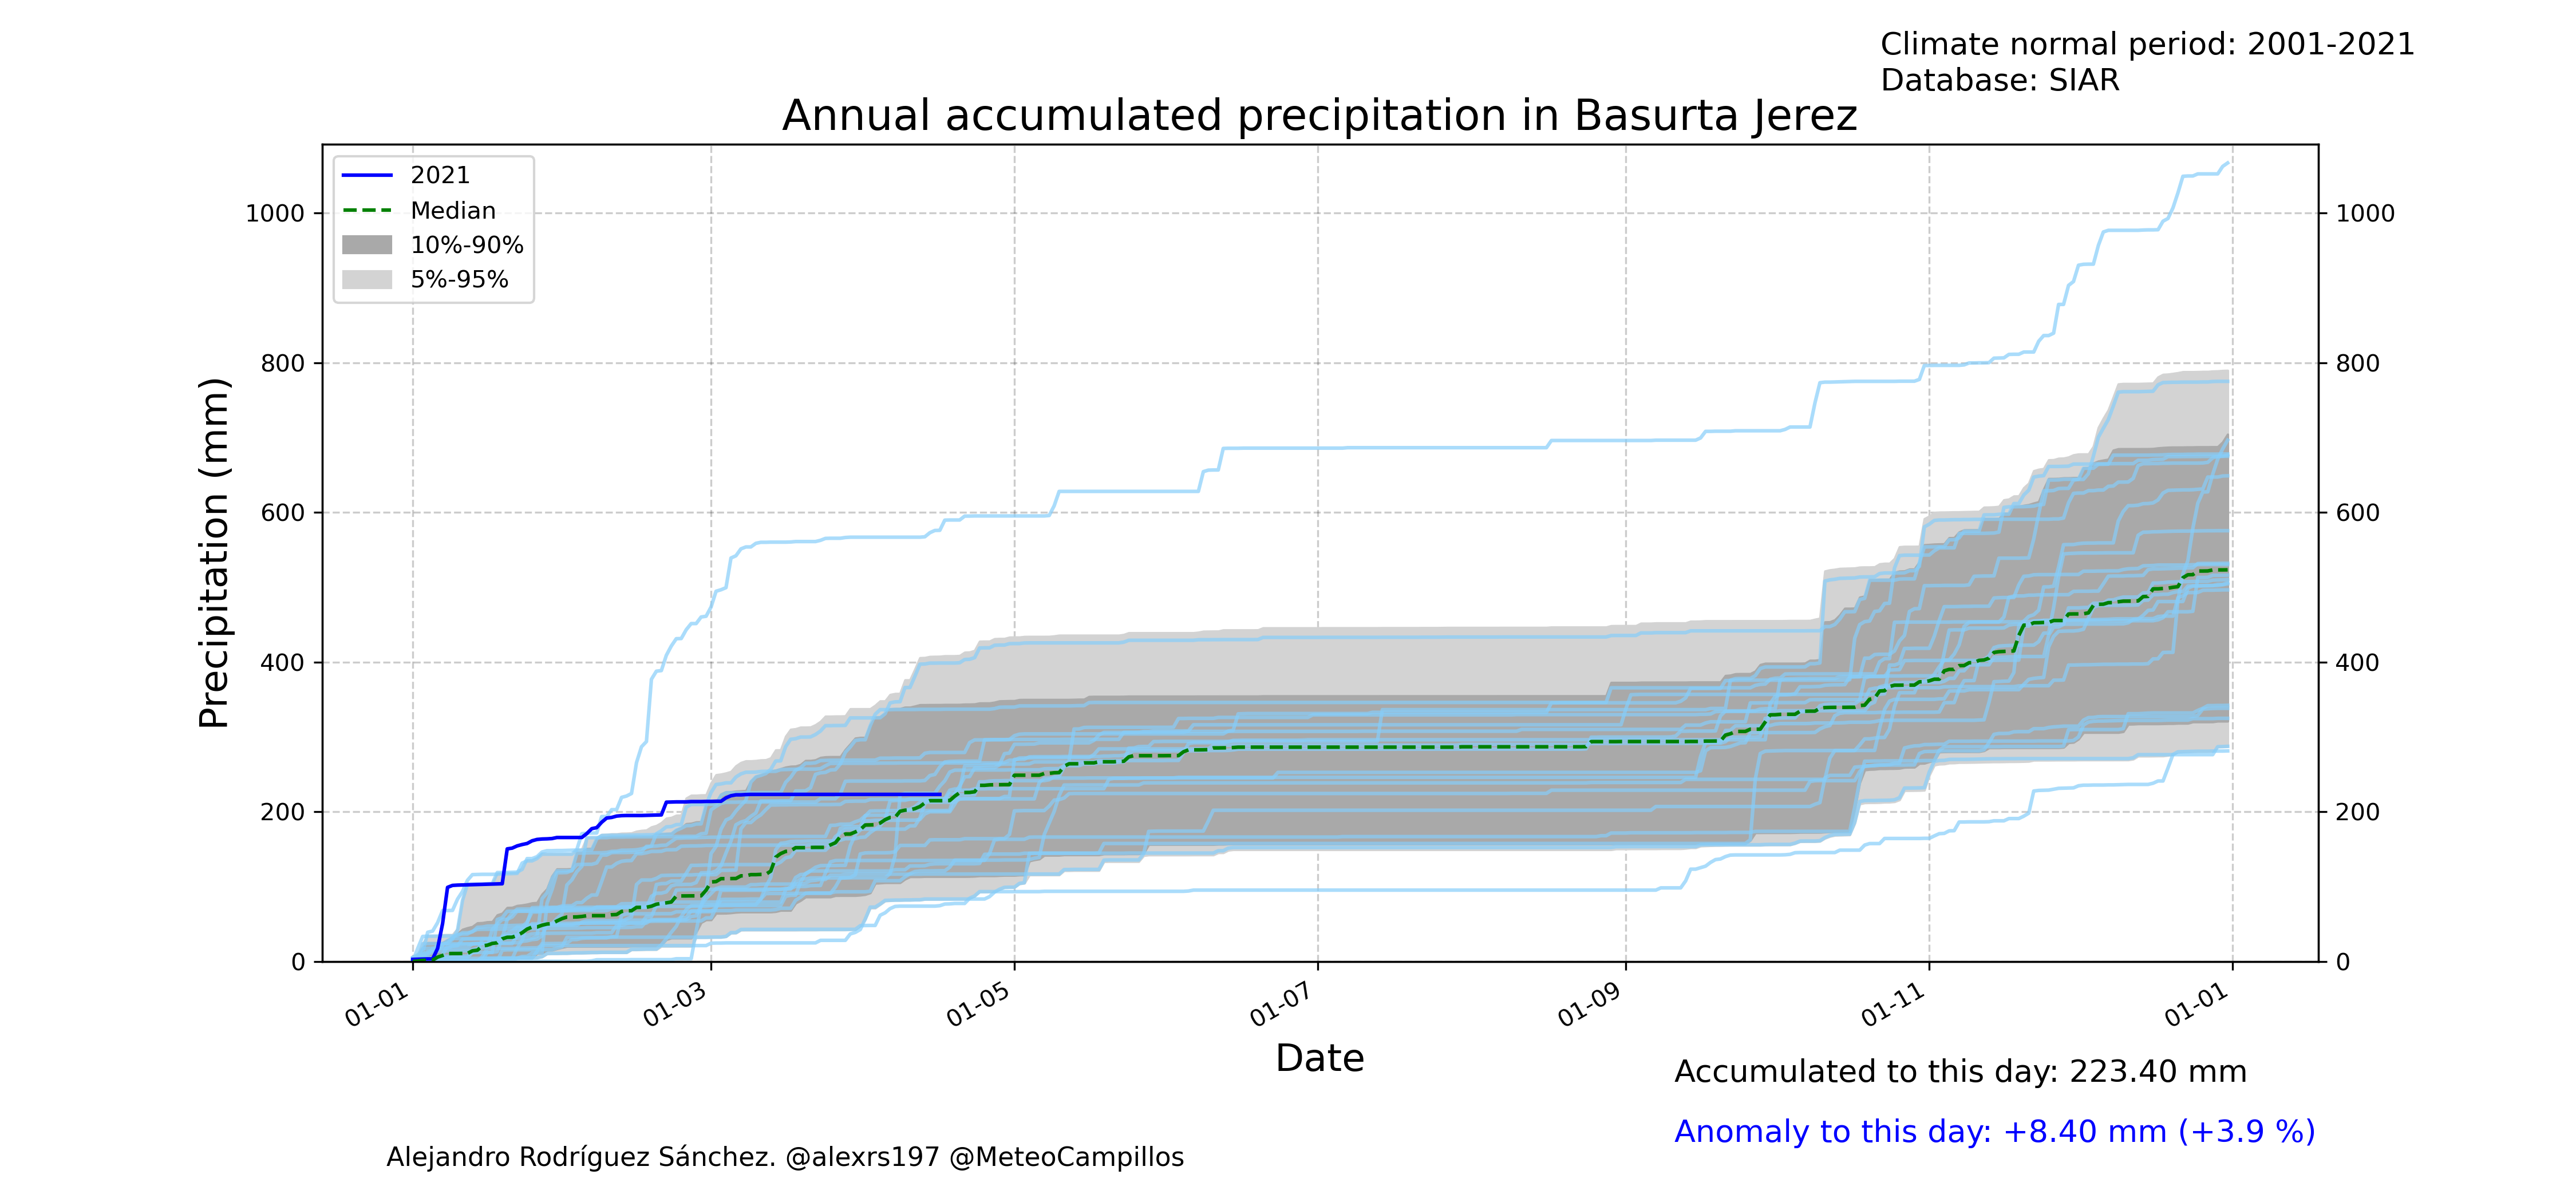 Climate normal period: 2001-2021
Database: SIAR
Annual accumulated precipitation in Basurta Jerez
2021
Median
10%-90%
5%-95%
Precipitation (mm)
1000
800
600
400
200
0
1000
800
600
400
200
0
01-01
01-03
01-05
01-07
01-09
01-11
01-01
Date
Accumulated to this day: 223.40 mm
Anomaly to this day: +8.40 mm (+3.9 %)
Alejandro Rodríguez Sánchez. @alexrs197 @MeteoCampillos